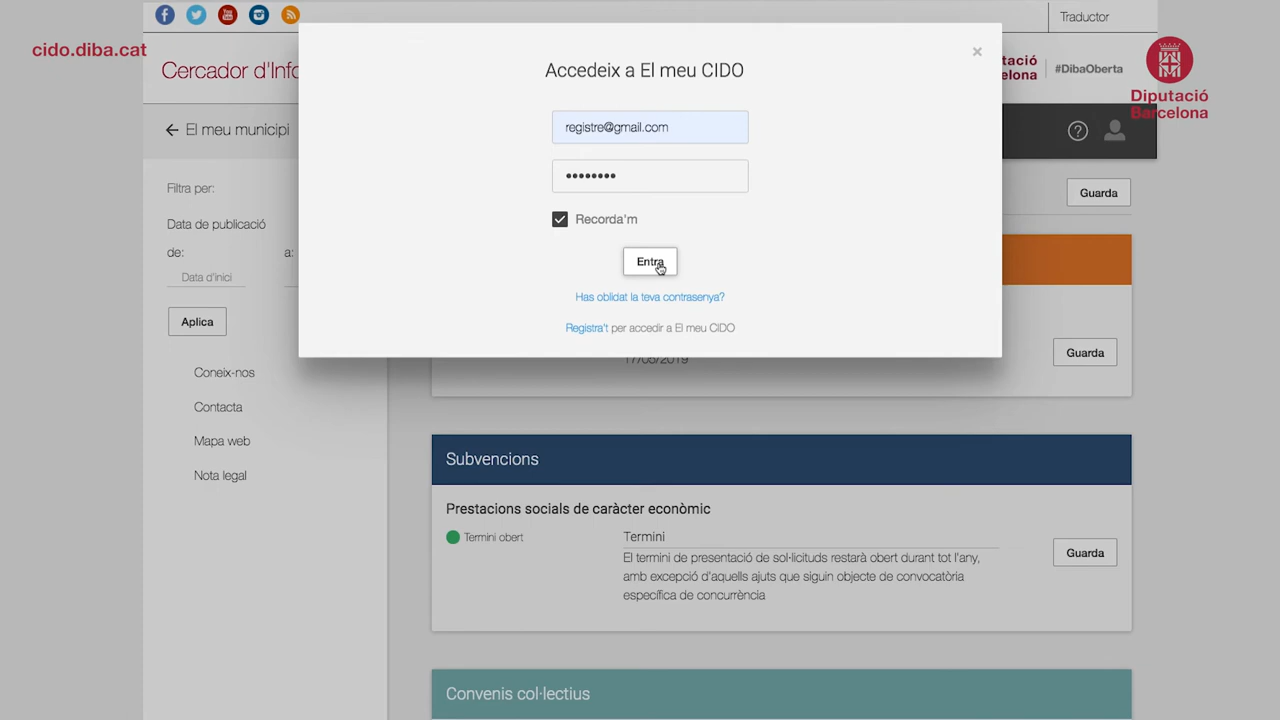 Traductor
cido.diba.cat
Cercador d'Info
Accedeix a El meu CIDO
×
#DibaOberta
Diputació
Barcelona
El meu municipi
registre@gmail.com
••••••••
Recorda'm
Entra
Has oblidat la teva contrasenya?
Registra't per accedir a El meu CIDO
Filtra per:
Data de publicació
de:
a:
Data d'inici
Aplica
Coneix-nos
Contacta
Mapa web
Nota legal
Guarda
17/05/2019
Guarda
Subvencions
Prestacions socials de caràcter econòmic
Termini obert
Termini
El termini de presentació de sol·licituds restarà obert durant tot l'any,
amb excepció d'aquells ajuts que siguin objecte de convocatòria
específica de concurrència
Guarda
Convenis col·lectius